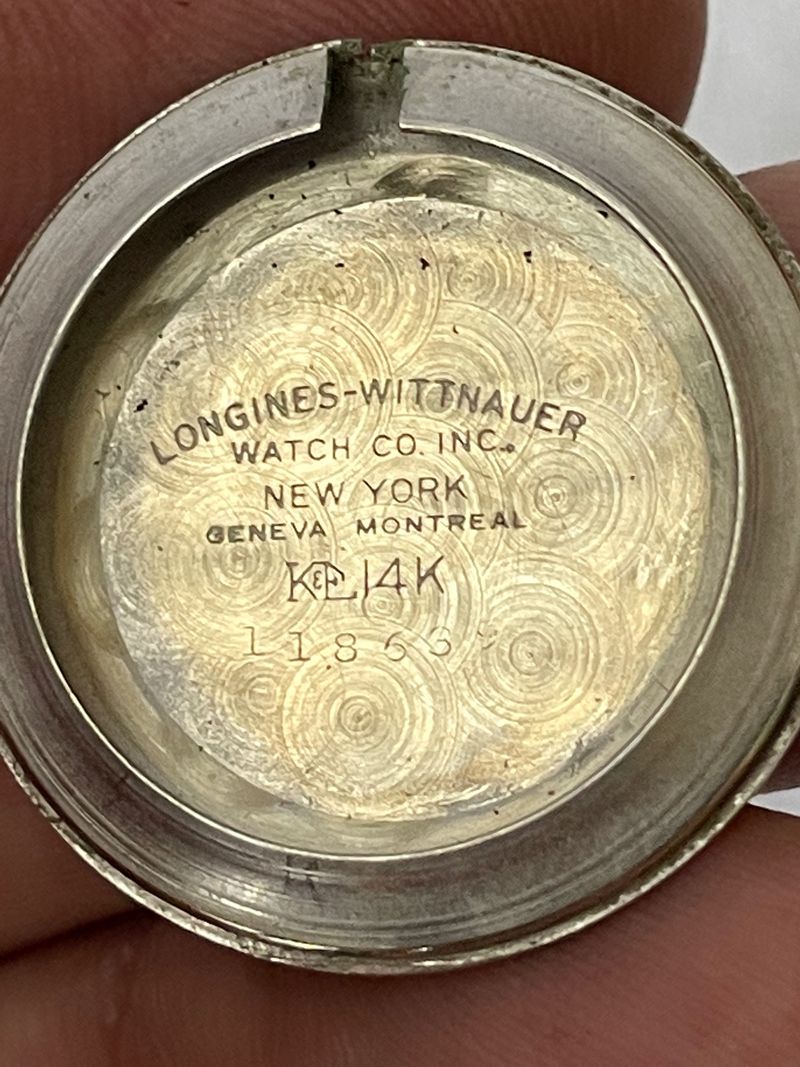 LONGINES-WITTNAUER
WATCH CO. INC.
NEW YORK
GENEVA MONTREAL
K&E 14K